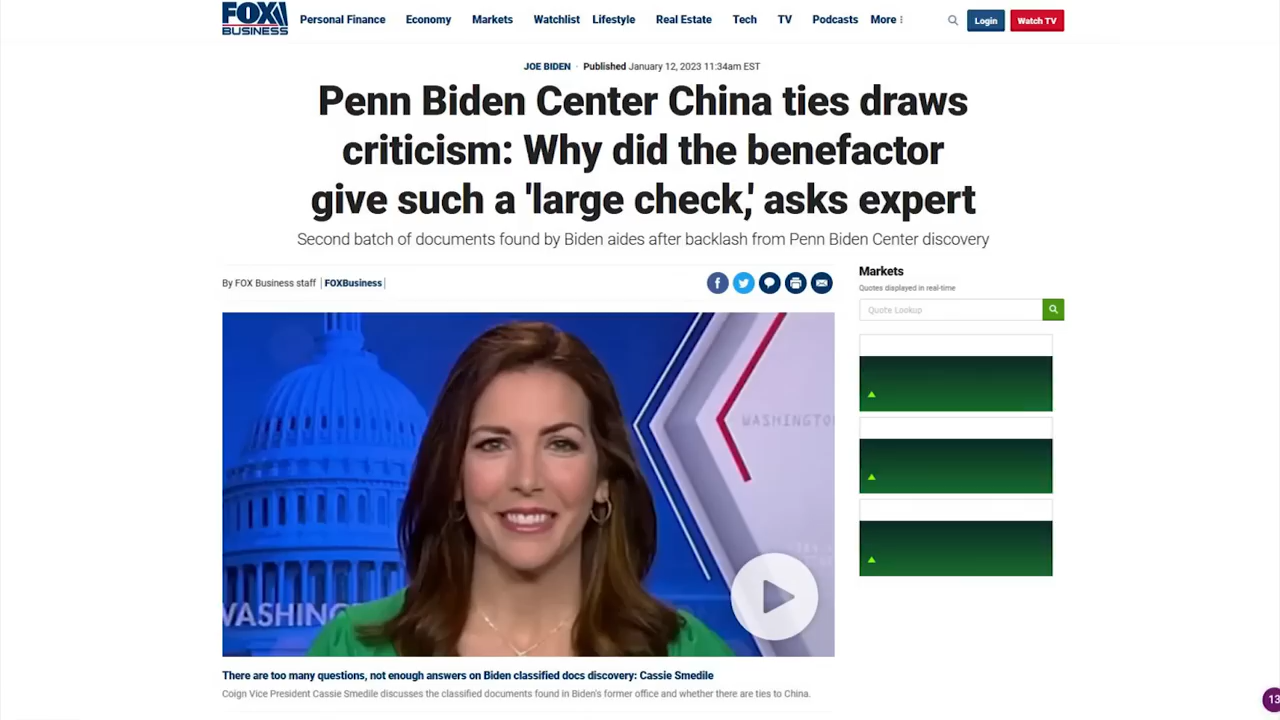 FOX
BUSINESS
Personal Finance Economy Markets Watchlist Lifestyle Real Estate Tech TV Podcasts More Login Watch TV
JOE BIDEN · Published January 12, 2023 11:34am EST
Penn Biden Center China ties draws
criticism: Why did the benefactor
give such a 'large check,' asks expert
Second batch of documents found by Biden aides after backlash from Penn Biden Center discovery
By FOX Business staff | FOXBusiness |
Markets
Quotes displayed in real-time
Quote Lookup
WASHINGTON
WASHING
There are too many questions, not enough answers on Biden classified docs discovery: Cassie Smedile
Coign Vice President Cassie Smedile discusses the classified documents found in Biden's former office and whether there are ties to China.
13